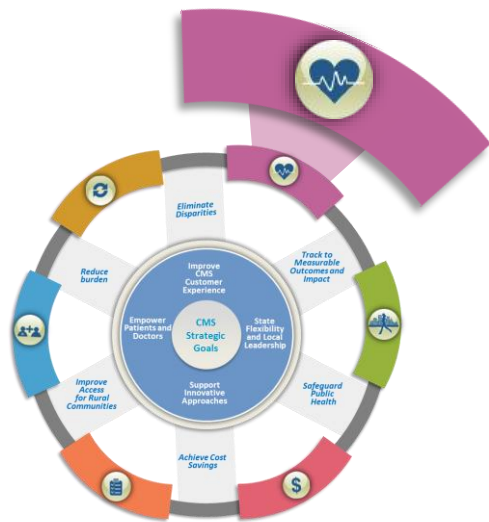 Eliminate
Disparities
Track to
Measurable
Outcomes and
Impact
Safeguard
Public
Health
Achieve Cost
Savings
Improve
Access
for Rural
Communities
Reduce
burden
Improve
CMS
Customer
Experience
State
Flexibility
and Local
Leadership
Support
Innovative
Approaches
Empower
Patients and
Doctors
CMS
Strategic
Goals
$